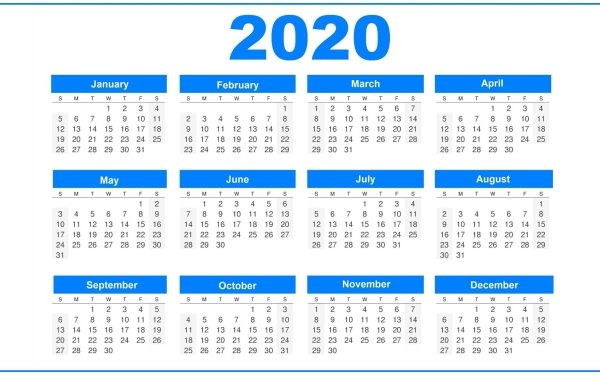 2020
January
S M T W T F S
1 2 3 4
5 6 7 8 9 10 11
12 13 14 15 16 17 18
19 20 21 22 23 24 25
26 27 28 29 30 31
February
S M T W T F S
1
2 3 4 5 6 7 8
9 10 11 12 13 14 15
16 17 18 19 20 21 22
23 24 25 26 27 28 29
March
S M T W T F S
1 2 3 4 5 6 7
8 9 10 11 12 13 14
15 16 17 18 19 20 21
22 23 24 25 26 27 28
29 30 31
April
S M T W T F S
1 2 3 4
5 6 7 8 9 10 11
12 13 14 15 16 17 18
19 20 21 22 23 24 25
26 27 28 29 30
May
S M T W T F S
1 2
3 4 5 6 7 8 9
10 11 12 13 14 15 16
17 18 19 20 21 22 23
24 25 26 27 28 29 30
31
June
S M T W T F S
1 2 3 4 5 6
7 8 9 10 11 12 13
14 15 16 17 18 19 20
21 22 23 24 25 26 27
28 29 30
July
S M T W T F S
1 2 3 4
5 6 7 8 9 10 11
12 13 14 15 16 17 18
19 20 21 22 23 24 25
26 27 28 29 30 31
August
S M T W T F S
1
2 3 4 5 6 7 8
9 10 11 12 13 14 15
16 17 18 19 20 21 22
23 24 25 26 27 28 29
30 31
September
S M T W T F S
1 2 3 4 5
6 7 8 9 10 11 12
13 14 15 16 17 18 19
20 21 22 23 24 25 26
27 28 29 30
October
S M T W T F S
1 2 3
4 5 6 7 8 9 10
11 12 13 14 15 16 17
18 19 20 21 22 23 24
25 26 27 28 29 30 31
November
S M T W T F S
1 2 3 4 5 6 7
8 9 10 11 12 13 14
15 16 17 18 19 20 21
22 23 24 25 26 27 28
29 30
December
S M T W T F S
1 2 3 4 5
6 7 8 9 10 11 12
13 14 15 16 17 18 19
20 21 22 23 24 25 26
27 28 29 30 31